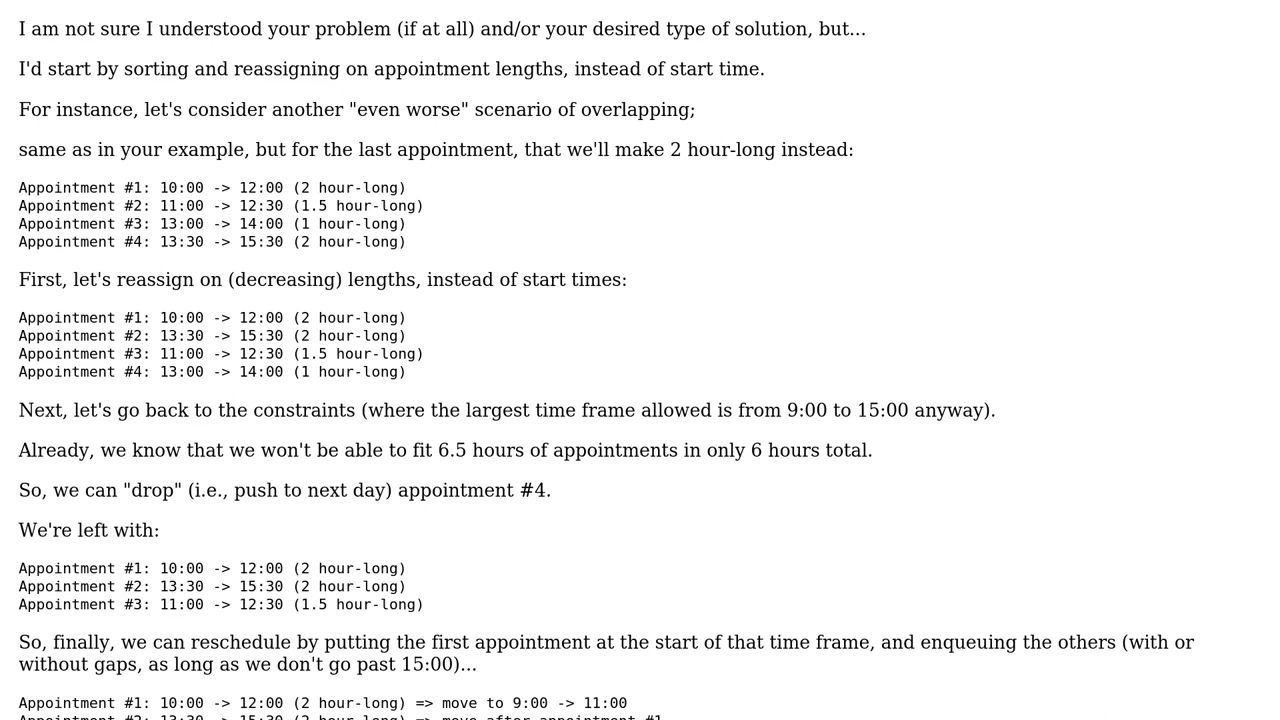 I am not sure I understood your problem (if at all) and/or your desired type of solution, but...
I'd start by sorting and reassigning on appointment lengths, instead of start time.
For instance, let's consider another "even worse" scenario of overlapping;
same as in your example, but for the last appointment, that we'll make 2 hour-long instead:
Appointment #1: 10:00 -> 12:00 (2 hour-long)
Appointment #2: 11:00 -> 12:30 (1.5 hour-long)
Appointment #3: 13:00 -> 14:00 (1 hour-long)
Appointment #4: 13:30 -> 15:30 (2 hour-long)
First, let's reassign on (decreasing) lengths, instead of start times:
Appointment #1: 10:00 -> 12:00 (2 hour-long)
Appointment #2: 13:30 -> 15:30 (2 hour-long)
Appointment #3: 11:00 -> 12:30 (1.5 hour-long)
Appointment #4: 13:00 -> 14:00 (1 hour-long)
Next, let's go back to the constraints (where the largest time frame allowed is from 9:00 to 15:00 anyway).
Already, we know that we won't be able to fit 6.5 hours of appointments in only 6 hours total.
So, we can "drop" (i.e., push to next day) appointment #4.
We're left with:
Appointment #1: 10:00 -> 12:00 (2 hour-long)
Appointment #2: 13:30 -> 15:30 (2 hour-long)
Appointment #3: 11:00 -> 12:30 (1.5 hour-long)
So, finally, we can reschedule by putting the first appointment at the start of that time frame, and enqueuing the others (with or
without gaps, as long as we don't go past 15:00)...
Appointment #1: 10:00 -> 12:00 (2 hour-long) => move to 9:00 -> 11:00
Appointment #2: 13:30 -> 15:30 (2 hour-long) => move after appointment #1